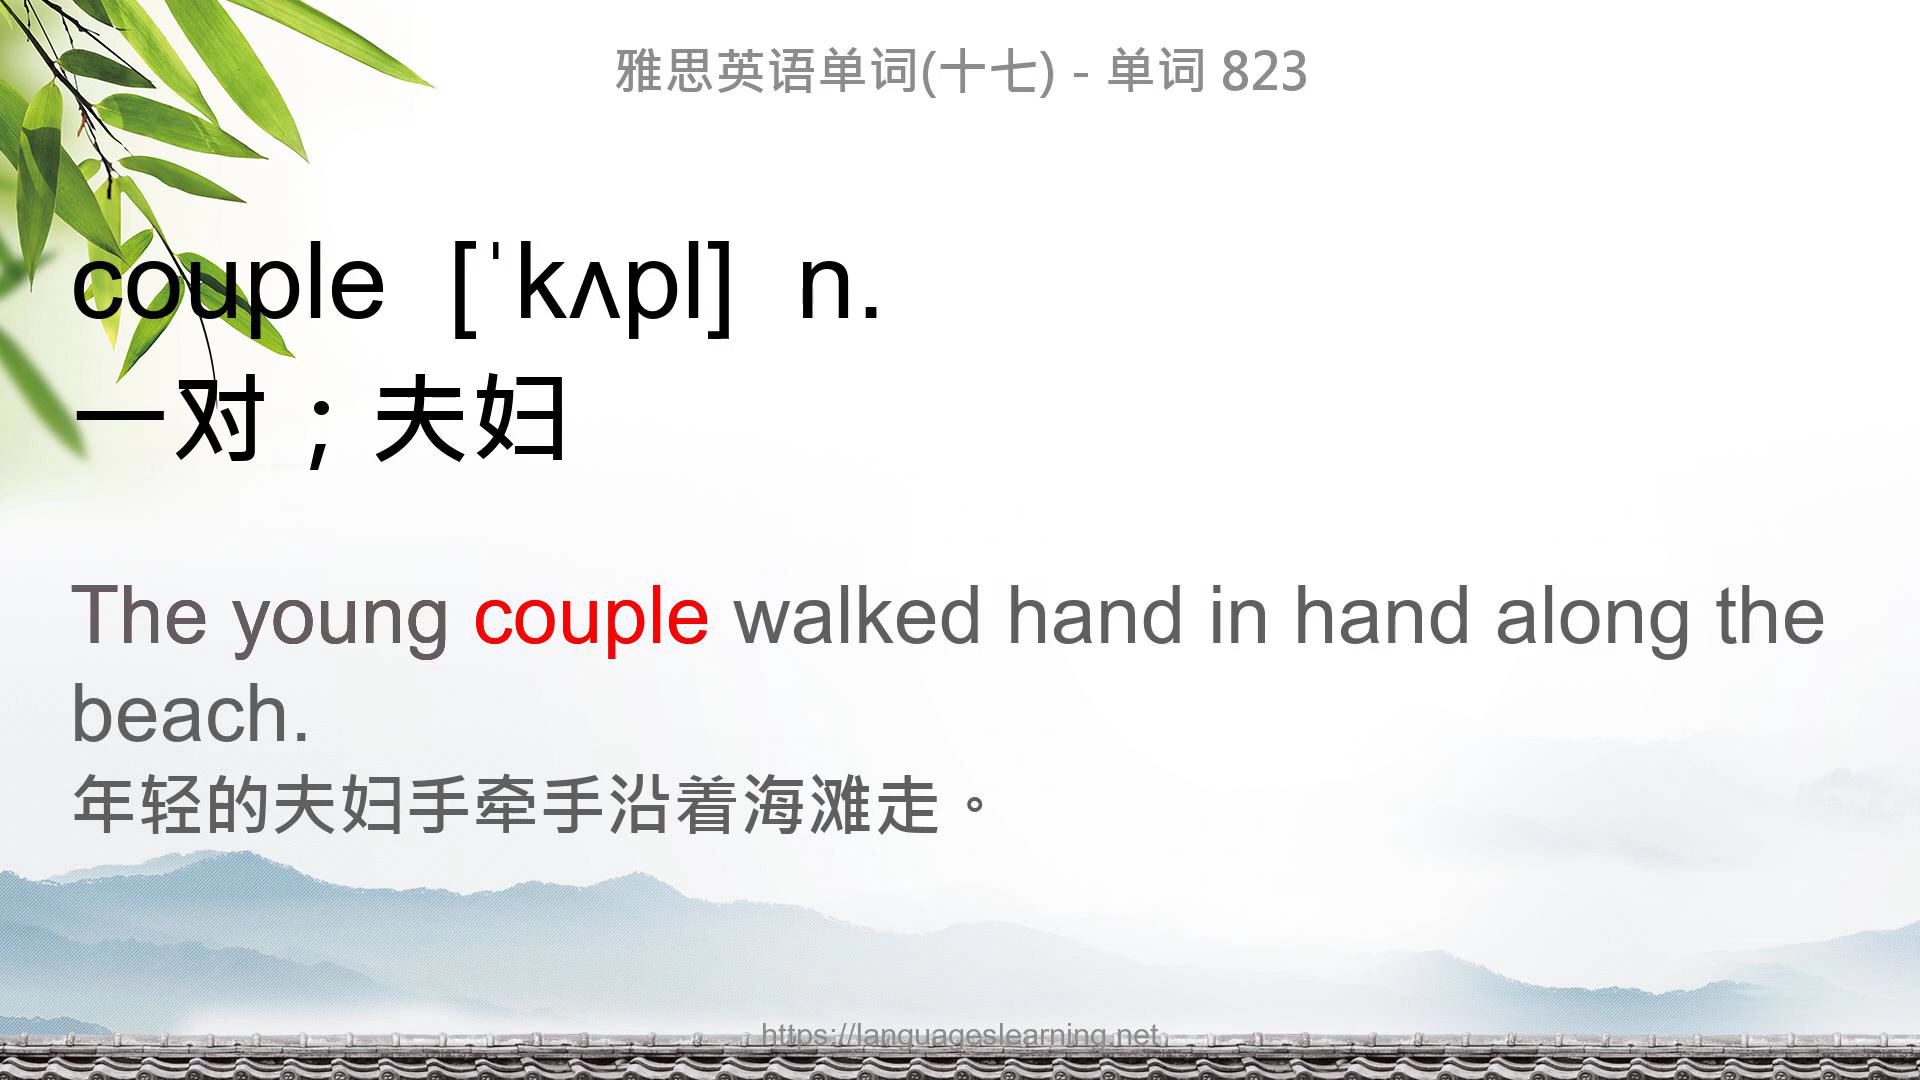 雅思英语单词(十七) - 单词 823
couple [ˈkʌpl] n.
一对；夫妇
The young couple walked hand in hand along the
beach.
年轻的夫妇手牵手沿着海滩走。
https://languageslearning.net